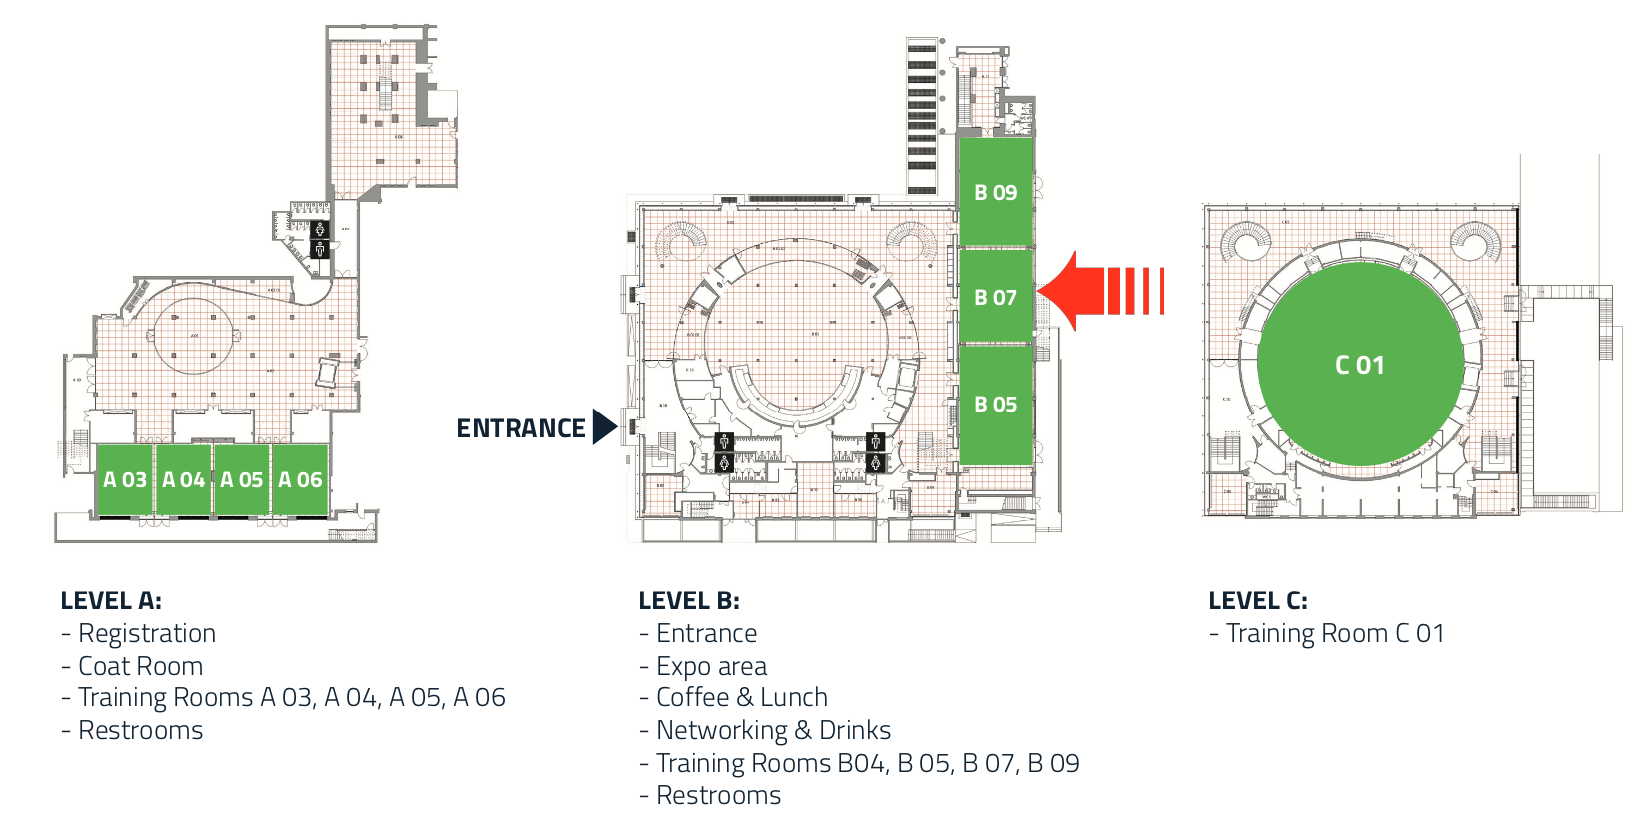 B 09
B 07
C 01
B 05
ENTRANCE
A 03
A 04
A 05
A 06
LEVEL A:
- Registration
- Coat Room
- Training Rooms A 03, A 04, A 05, A 06
- Restrooms
LEVEL B:
- Entrance
- Expo area
- Coffee & Lunch
- Networking & Drinks
- Training Rooms B04, B 05, B 07, B 09
- Restrooms
LEVEL C:
- Training Room C 01